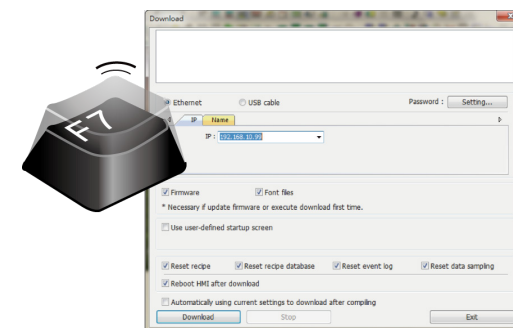 Download
F7
Ethernet USB cable Password : Setting...
IP Name
IP : 192.168.10.99
Firmware Font files
* Necessary if update firmware or execute download first time.
Use user-defined startup screen
Reset recipe Reset recipe database Reset event log Reset data sampling
Reboot HMI after download
Automatically using current settings to download after compiling
Download Stop Exit